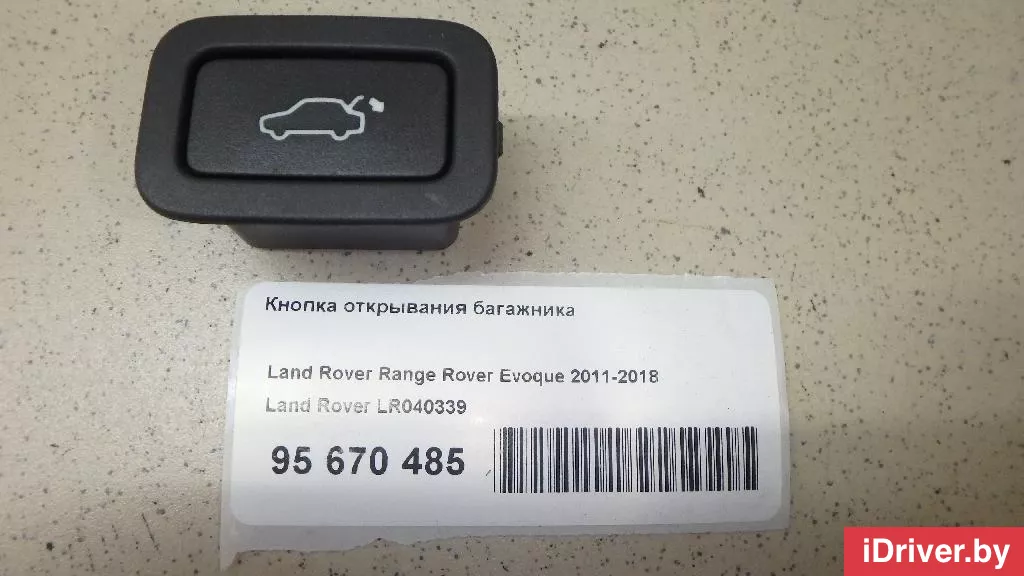 Кнопка открывания багажника
Land Rover Range Rover Evoque 2011-2018
Land Rover LR040339
95 670 485
iDriver.by